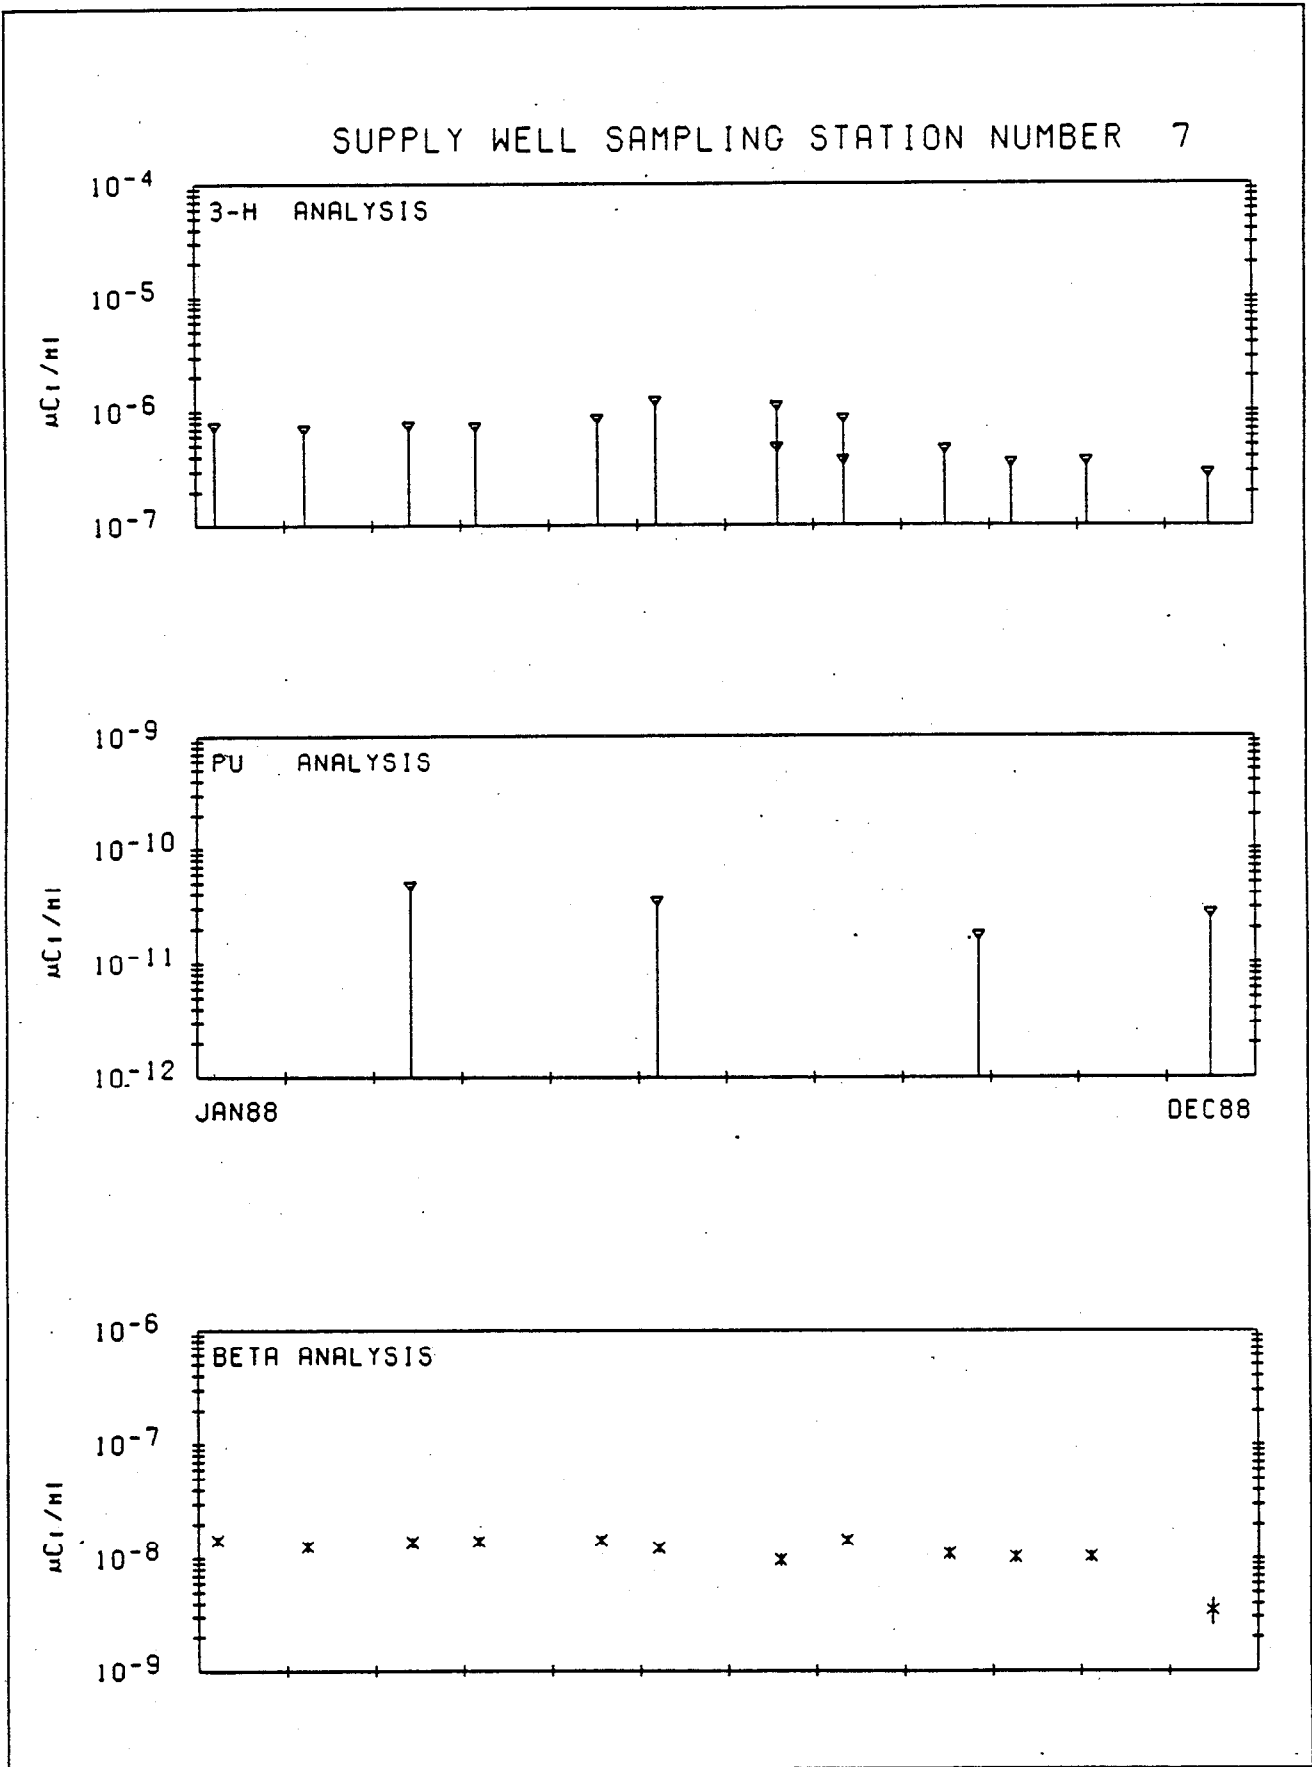 SUPPLY WELL SAMPLING STATION NUMBER 7
10-4
3-H ANALYSIS
10-5
µCi/ml
10-6
10-7
10-9
PU ANALYSIS
10-10
µCi/ml
10-11
10-12
JAN88 DEC88
10-6
BETA ANALYSIS
10-7
µCi/ml
10-8
10-9